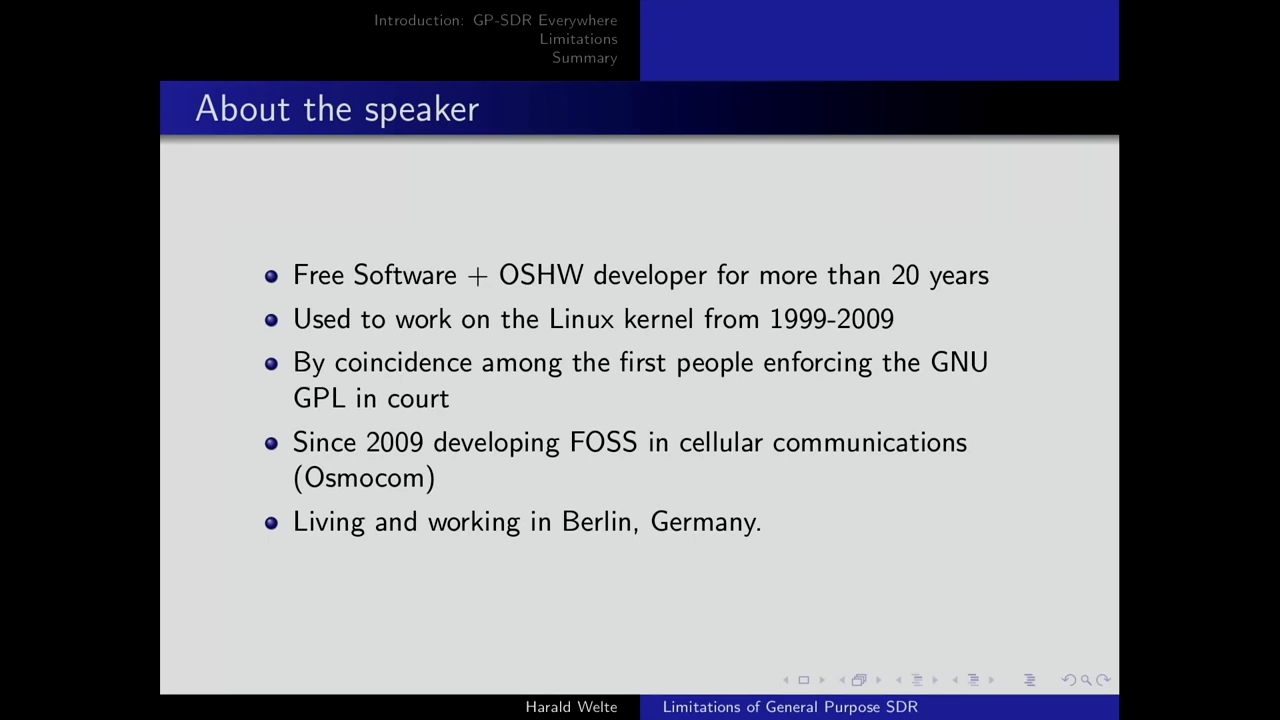 Introduction: GP-SDR Everywhere
Limitations
Summary
About the speaker
Free Software + OSHW developer for more than 20 years
Used to work on the Linux kernel from 1999-2009
By coincidence among the first people enforcing the GNU
GPL in court
Since 2009 developing FOSS in cellular communications
(Osmocom)
Living and working in Berlin, Germany.
Harald Welte
Limitations of General Purpose SDR